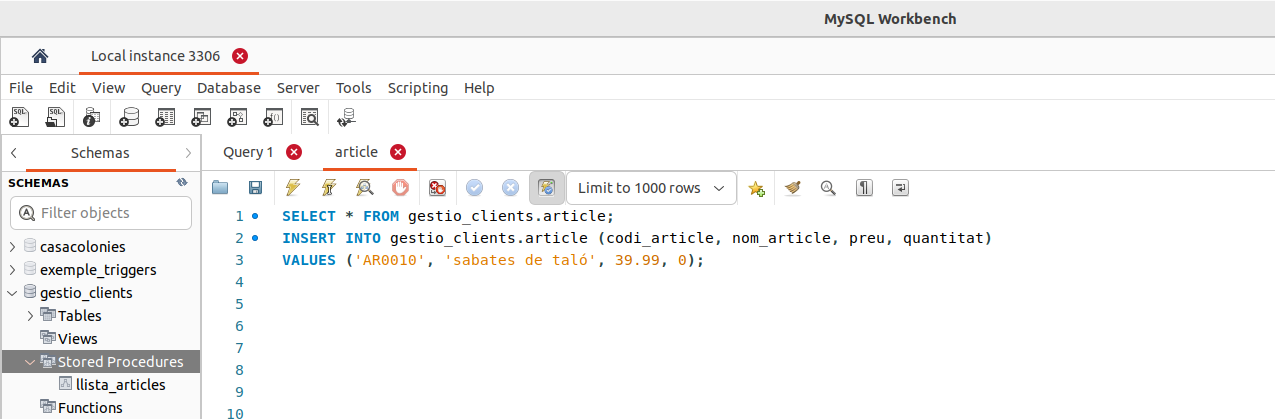 MySQL Workbench
Local instance 3306
File Edit View Query Database Server Tools Scripting Help
Schemas
Query 1 article
SCHEMAS
Limit to 1000 rows
Filter objects
casacolonies
exemple_triggers
gestio_clients
Tables
Views
Stored Procedures
llista_articles
Functions
1 SELECT * FROM gestio_clients.article;
2 INSERT INTO gestio_clients.article (codi_article, nom_article, preu, quantitat)
3 VALUES ('AR0010', 'sabates de taló', 39.99, 0);
4
5
6
7
8
9
10